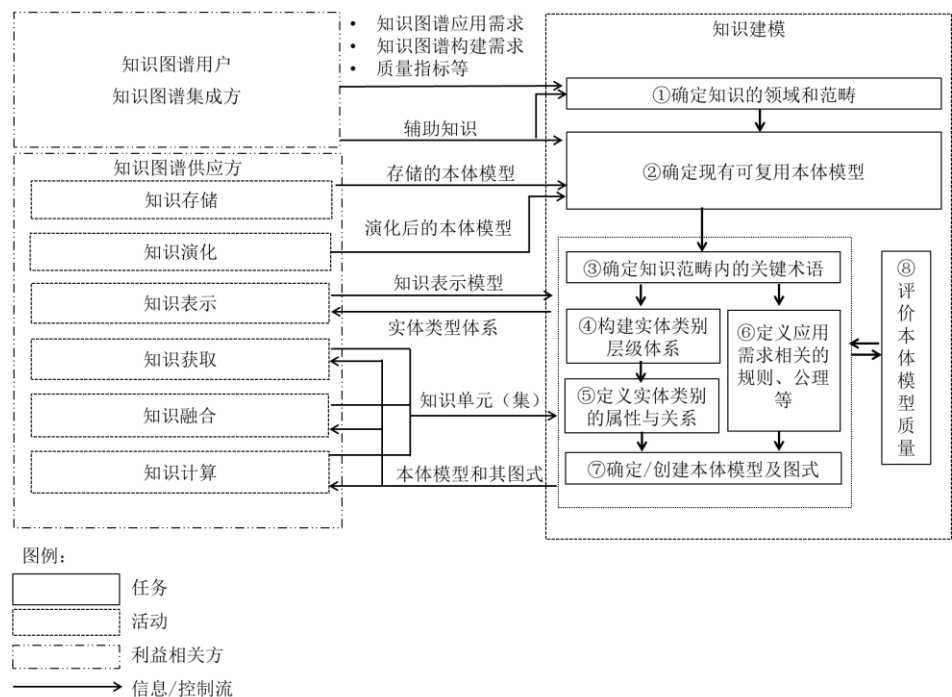 知识图谱用户
知识图谱集成方
• 知识图谱应用需求
• 知识图谱构建需求
• 质量指标等
辅助知识
知识图谱供应方
知识存储
知识演化
知识表示
知识获取
知识融合
知识计算
存储的本体模型
演化后的本体模型
知识表示模型
实体类型体系
知识单元（集）
本体模型和其图式
知识建模
①确定知识的领域和范畴
②确定现有可复用本体模型
③确定知识范畴内的关键术语
④构建实体类别
层级体系
⑤定义实体类别
的属性与关系
⑥定义应用
需求相关的
规则、公理
等
⑦确定/创建本体模型及图式
⑧
评
价
本
体
模
型
质
量
图例：
任务
活动
利益相关方
信息/控制流